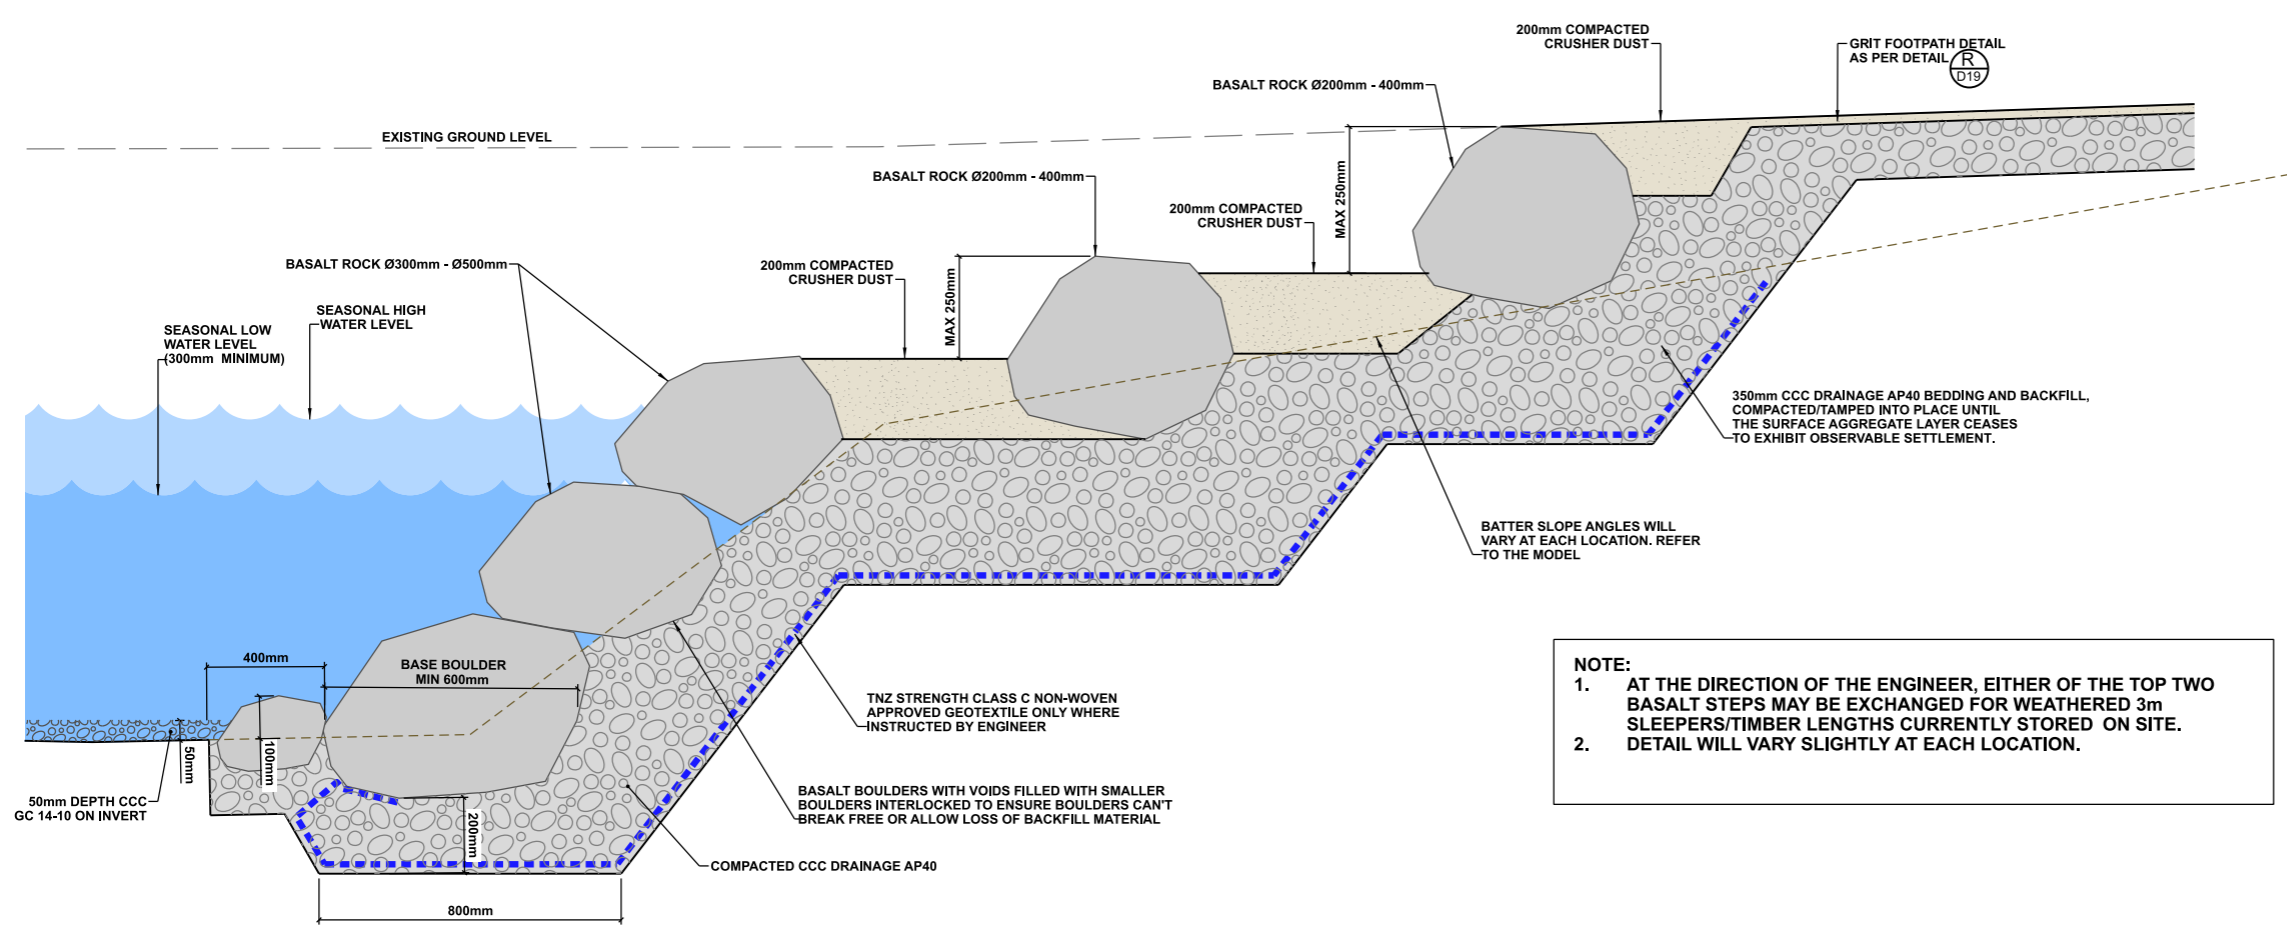 200mm COMPACTED
CRUSHER DUST
GRIT FOOTPATH DETAIL
AS PER DETAIL
R
D19
BASALT ROCK Ø200mm - 400mm
EXISTING GROUND LEVEL
BASALT ROCK Ø200mm - 400mm
MAX 250mm
200mm COMPACTED
CRUSHER DUST
BASALT ROCK Ø300mm - Ø500mm
200mm COMPACTED
CRUSHER DUST
MAX 250mm
SEASONAL HIGH
WATER LEVEL
SEASONAL LOW
WATER LEVEL
(300mm MINIMUM)
350mm CCC DRAINAGE AP40 BEDDING AND BACKFILL,
COMPACTED/TAMPED INTO PLACE UNTIL
THE SURFACE AGGREGATE LAYER CEASES
TO EXHIBIT OBSERVABLE SETTLEMENT.
BATTER SLOPE ANGLES WILL
VARY AT EACH LOCATION. REFER
TO THE MODEL
400mm
BASE BOULDER
MIN 600mm
TNZ STRENGTH CLASS C NON-WOVEN
APPROVED GEOTEXTILE ONLY WHERE
INSTRUCTED BY ENGINEER
100mm
50mm
50mm DEPTH CCC
GC 14-10 ON INVERT
BASALT BOULDERS WITH VOIDS FILLED WITH SMALLER
BOULDERS INTERLOCKED TO ENSURE BOULDERS CAN'T
BREAK FREE OR ALLOW LOSS OF BACKFILL MATERIAL
200mm
COMPACTED CCC DRAINAGE AP40
800mm
NOTE:
1. AT THE DIRECTION OF THE ENGINEER, EITHER OF THE TOP TWO
BASALT STEPS MAY BE EXCHANGED FOR WEATHERED 3m
SLEEPERS/TIMBER LENGTHS CURRENTLY STORED ON SITE.
2. DETAIL WILL VARY SLIGHTLY AT EACH LOCATION.